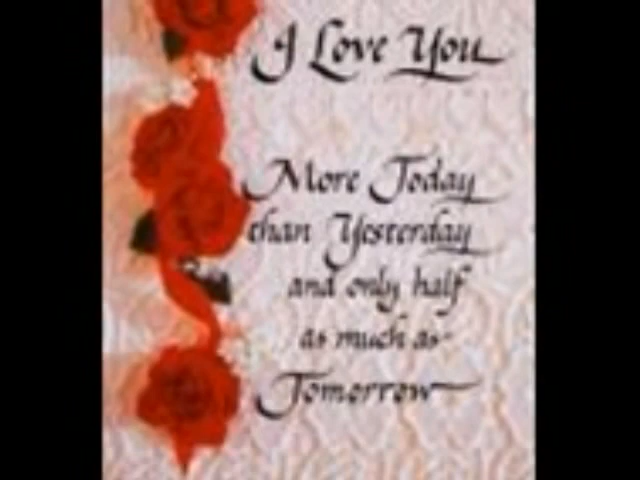 I Love You
More Today
than Yesterday
and only half
as much as
Tomorrow